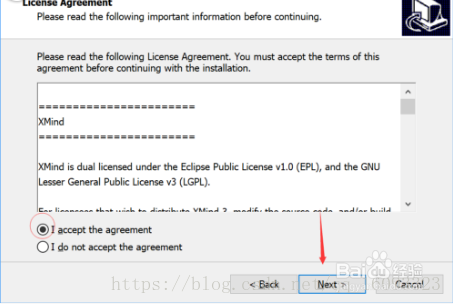 License Agreement
Please read the following important information before continuing.
Please read the following License Agreement. You must accept the terms of this
agreement before continuing with the installation.
=======================
XMind
=======================
XMind is dual licensed under the Eclipse Public License v1.0 (EPL), and the GNU
Lesser General Public License v3 (LGPL).
For licensees that wish to distribute XMind 3, modify the source code, and/or build
I accept the agreement
I do not accept the agreement
< Back
Next >
Cancel
Baidu 经验